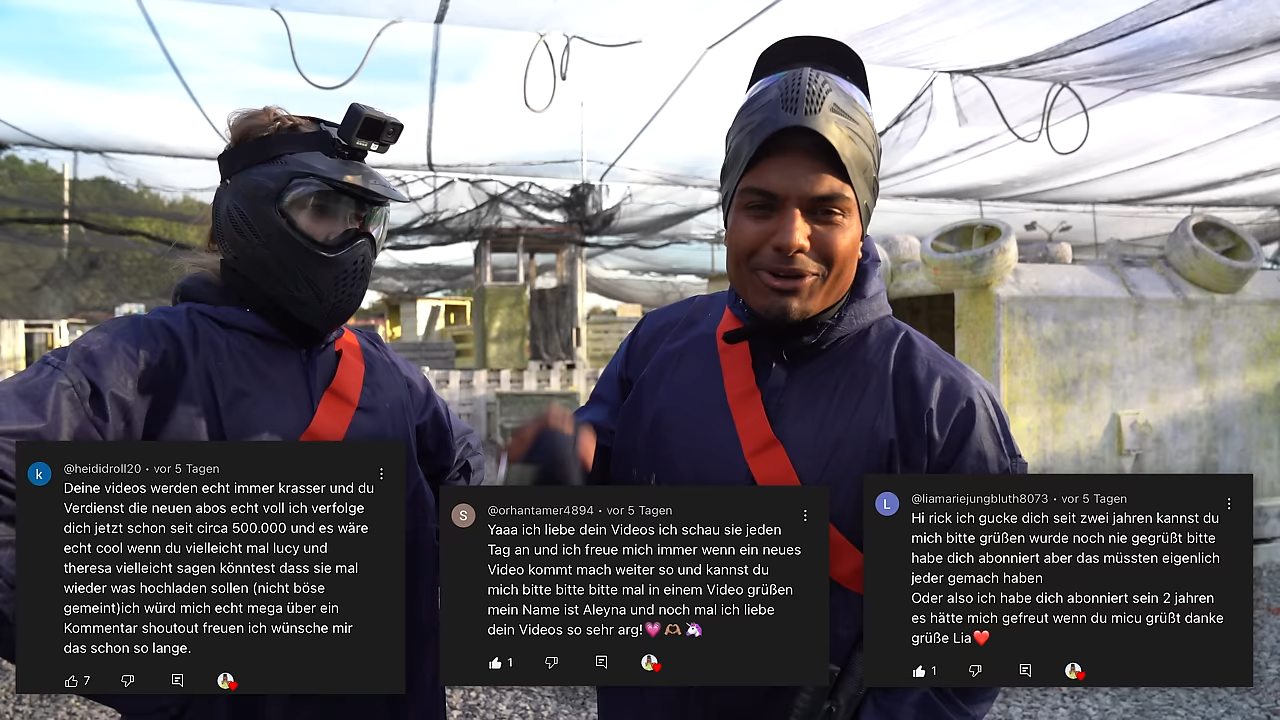 k
@heididroll20 · vor 5 Tagen
Deine videos werden echt immer krasser und du
Verdienst die neuen abos echt voll ich verfolge
dich jetzt schon seit circa 500.000 und es wäre
echt cool wenn du vielleicht mal lucy und
theresa vielleicht sagen könntest dass sie mal
wieder was hochladen sollen (nicht böse
gemeint)ich würd mich echt mega über ein
Kommentar shoutout freuen ich wünsche mir
das schon so lange.
7
S
@orhantamer4894 · vor 5 Tagen
Yaaa ich liebe dein Videos ich schau sie jeden
Tag an und ich freue mich immer wenn ein neues
Video kommt mach weiter so und kannst du
mich bitte bitte bitte mal in einem Video grüßen
mein Name ist Aleyna und noch mal ich liebe
dein Videos so sehr arg!💗🫶🏽🦄
1
L
@liamariejungbluth8073 · vor 5 Tagen
Hi rick ich gucke dich seit zwei jahren kannst du
mich bitte grüßen wurde noch nie gegrüßt bitte
habe dich abonniert aber das müssten eigenlich
jeder gemach haben
Oder also ich habe dich abonniert sein 2 jahren
es hätte mich gefreut wenn du micu grüßt danke
grüße Lia❤️
1